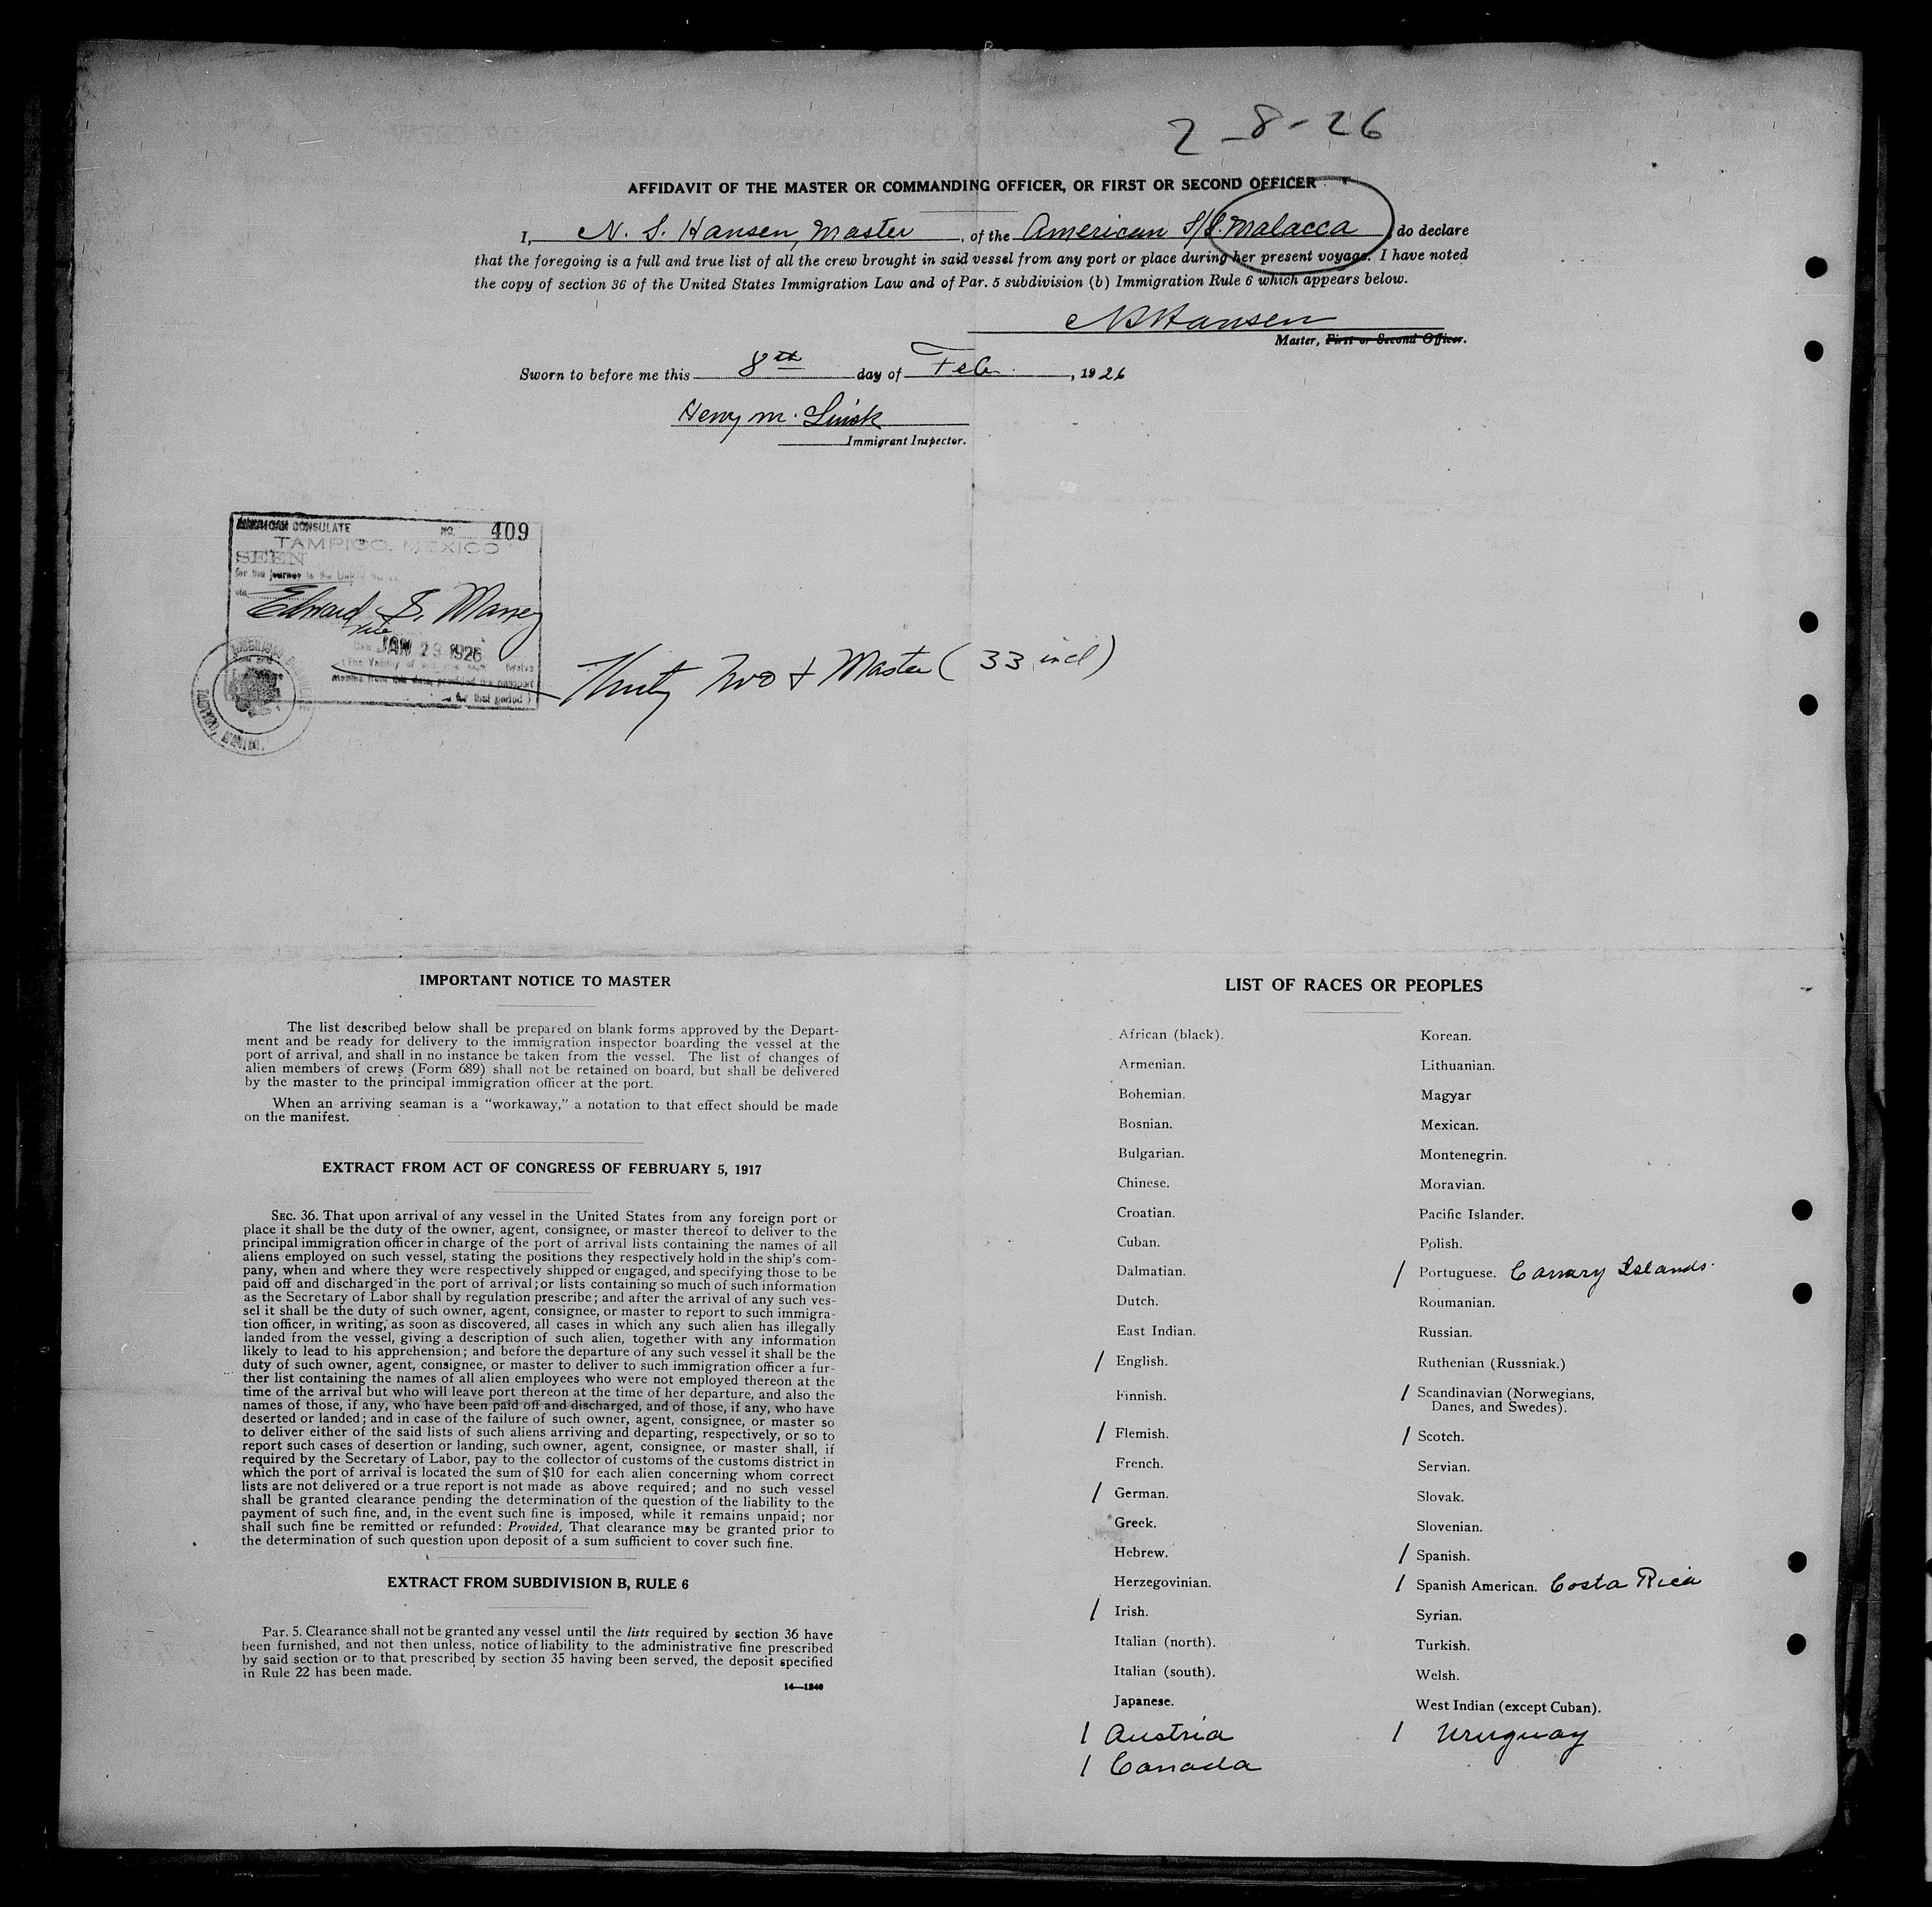 2-8-26
AFFIDAVIT OF THE MASTER OR COMMANDING OFFICER, OR FIRST OR SECOND OFFICER
I, N. S. Hansen, Master, of the American S/S. Malacca, do declare
that the foregoing is a full and true list of all the crew brought in said vessel from any port or place during her present voyage. I have noted
the copy of section 36 of the United States Immigration Law and of Par. 5 subdivision (b) Immigration Rule 6 which appears below.
N S Hansen
Master, First or Second Officer.
Sworn to before me this 8th day of Feb., 1926
Henry M.
Immigrant Inspector.
AMERICAN CONSULATE NO. 409
TAMPICO, MEXICO
SEEN
for the journey to the United
via
Edward S.
Vice
JAN 29 1926
(The Validity of twelve
months from this date, provided the passport
for that period)
TAMPICO, MEXICO.
Thirty Two + Master (33 incl)
IMPORTANT NOTICE TO MASTER
The list described below shall be prepared on blank forms approved by the Depart-
ment and be ready for delivery to the immigration inspector boarding the vessel at the
port of arrival, and shall in no instance be taken from the vessel. The list of changes of
alien members of crews (Form 689) shall not be retained on board, but shall be delivered
by the master to the principal immigration officer at the port.
When an arriving seaman is a "workaway," a notation to that effect should be made
on the manifest.
EXTRACT FROM ACT OF CONGRESS OF FEBRUARY 5, 1917
SEC. 36. That upon arrival of any vessel in the United States from any foreign port or
place it shall be the duty of the owner, agent, consignee, or master thereof to deliver to the
principal immigration officer in charge of the port of arrival lists containing the names of all
aliens employed on such vessel, stating the positions they respectively hold in the ship's com-
pany, when and where they were respectively shipped or engaged, and specifying those to be
paid off and discharged in the port of arrival; or lists containing so much of such information
as the Secretary of Labor shall by regulation prescribe; and after the arrival of any such ves-
sel it shall be the duty of such owner, agent, consignee, or master to report to such immigra-
tion officer, in writing, as soon as discovered, all cases in which any such alien has illegally
landed from the vessel, giving a description of such alien, together with any information
likely to lead to his apprehension; and before the departure of any such vessel it shall be the
duty of such owner, agent, consignee, or master to deliver to such immigration officer a fur-
ther list containing the names of all alien employees who were not employed thereon at the
time of the arrival but who will leave port thereon at the time of her departure, and also the
names of those, if any, who have been paid off and discharged, and of those, if any, who have
deserted or landed; and in case of the failure of such owner, agent, consignee, or master so
to deliver either of the said lists of such aliens arriving and departing, respectively, or so to
report such cases of desertion or landing, such owner, agent, consignee, or master shall, if
required by the Secretary of Labor, pay to the collector of customs of the customs district in
which the port of arrival is located the sum of $10 for each alien concerning whom correct
lists are not delivered or a true report is not made as above required; and no such vessel
shall be granted clearance pending the determination of the question of the liability to the
payment of such fine, and, in the event such fine is imposed, while it remains unpaid; nor
shall such fine be remitted or refunded: Provided, That clearance may be granted prior to
the determination of such question upon deposit of a sum sufficient to cover such fine.
EXTRACT FROM SUBDIVISION B, RULE 6
Par. 5. Clearance shall not be granted any vessel until the lists required by section 36 have
been furnished, and not then unless, notice of liability to the administrative fine prescribed
by said section or to that prescribed by section 35 having been served, the deposit specified
in Rule 22 has been made.
14—1840
LIST OF RACES OR PEOPLES
African (black).
Armenian.
Bohemian.
Bosnian.
Bulgarian.
Chinese.
Croatian.
Cuban.
Dalmatian.
Dutch.
East Indian.
/ English.
Finnish.
/ Flemish.
French.
/ German.
Greek.
Hebrew.
Herzegovinian.
/ Irish.
Italian (north).
Italian (south).
Japanese.
1 Austria
1 Canada
Korean.
Lithuanian.
Magyar
Mexican.
Montenegrin.
Moravian.
Pacific Islander.
Polish.
/ Portuguese. Canary Islands.
Roumanian.
Russian.
Ruthenian (Russniak.)
/ Scandinavian (Norwegians,
Danes, and Swedes).
/ Scotch.
Servian.
Slovak.
Slovenian.
/ Spanish.
/ Spanish American. Costa Rica
Syrian.
Turkish.
Welsh.
West Indian (except Cuban).
1 Uruguay